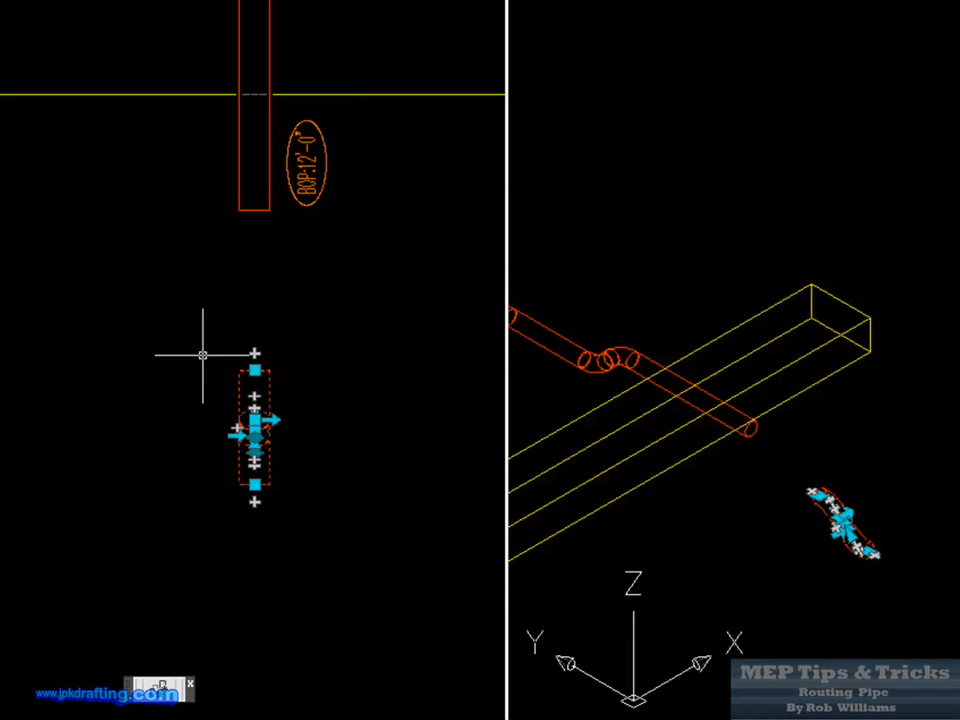 BOP:12'-0"
Z
Y
X
www.jpkdrafting.com
MEP Tips & Tricks
Routing Pipe
By Rob Williams